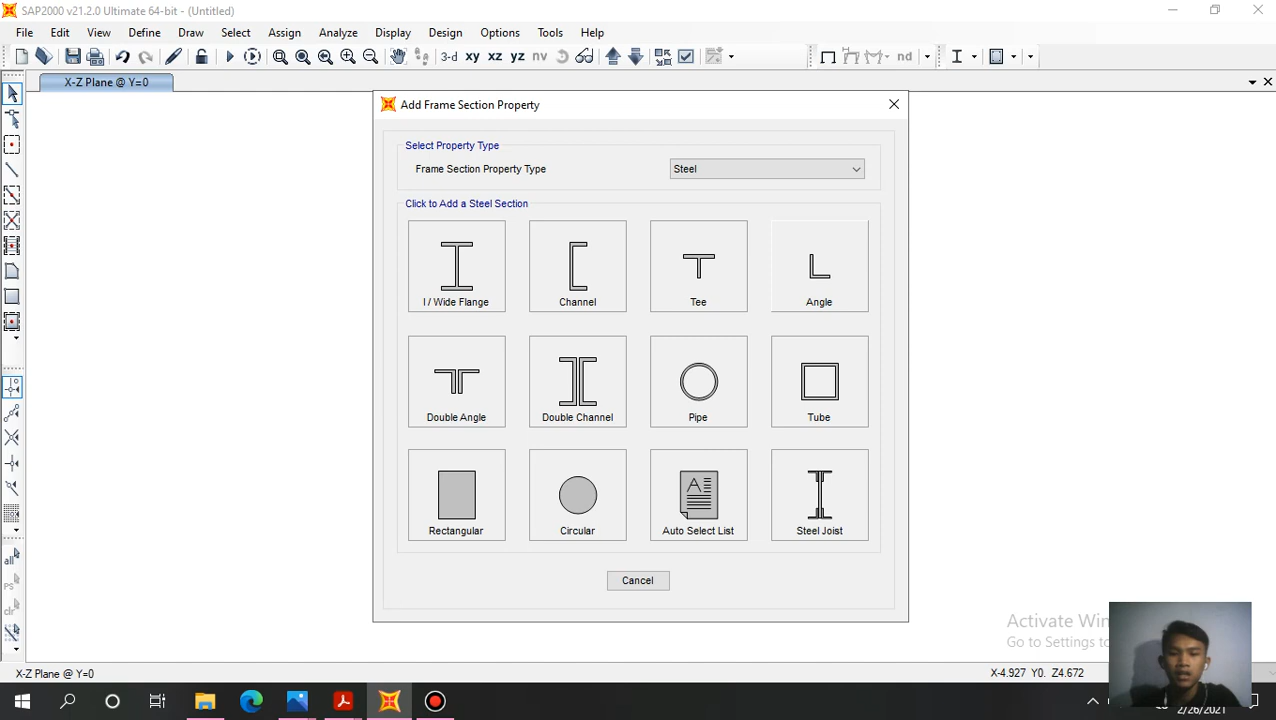 SAP2000 v21.2.0 Ultimate 64-bit - (Untitled)
File Edit View Define Draw Select Assign Analyze Display Design Options Tools Help
3-d xy xz yz nv nd
X-Z Plane @ Y=0
Add Frame Section Property
Select Property Type
Frame Section Property Type Steel
Click to Add a Steel Section
I / Wide Flange Channel Tee Angle
Double Angle Double Channel Pipe Tube
A
Rectangular Circular Auto Select List Steel Joist
Cancel
all
PS
clr
Activate Win
Go to Settings to
X-Z Plane @ Y=0 X-4.927 Y0. Z4.672
2/26/2021